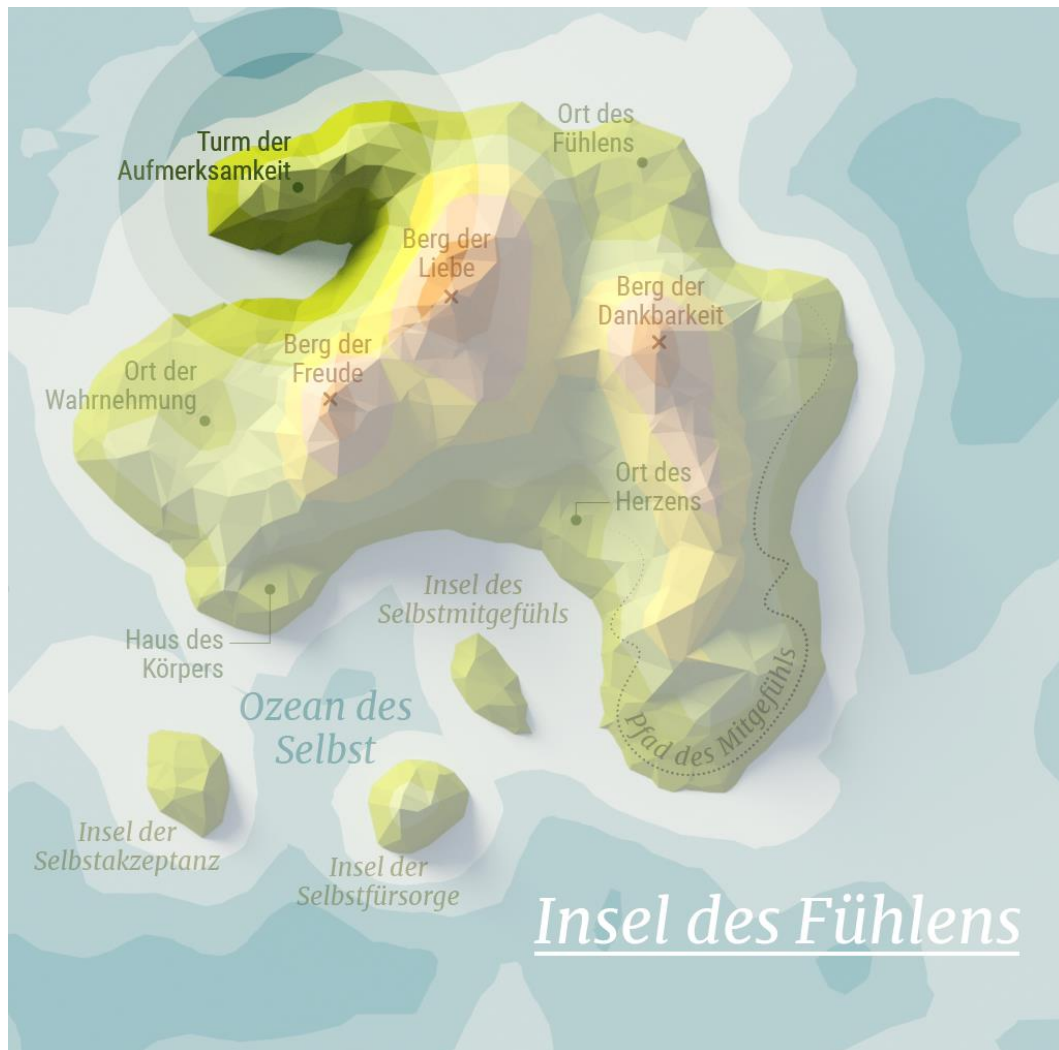 Ort des
Fühlens
Turm der
Aufmerksamkeit
Berg der
Liebe
Berg der
Dankbarkeit
Berg der
Freude
Ort der
Wahrnehmung
Ort des
Herzens
Insel des
Selbstmitgefühls
Haus des
Körpers
Ozean des
Selbst
Pfad des Mitgefühls
Insel der
Selbstakzeptanz
Insel der
Selbstfürsorge
Insel des Fühlens